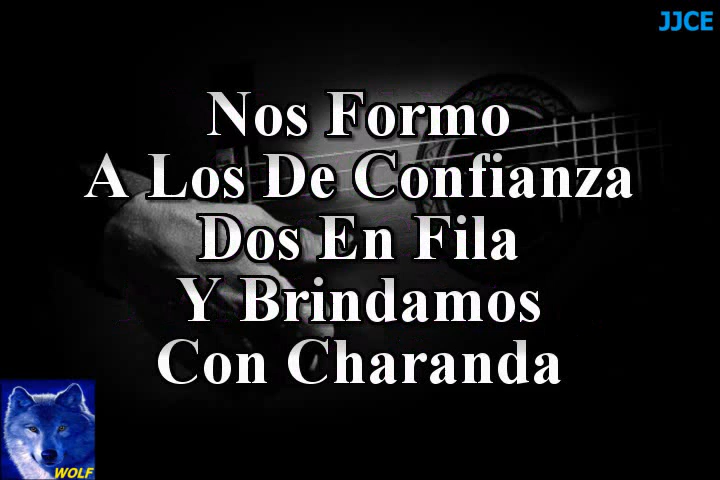 JJCE
Nos Formo
A Los De Confianza
Dos En Fila
Y Brindamos
Con Charanda
WOLF